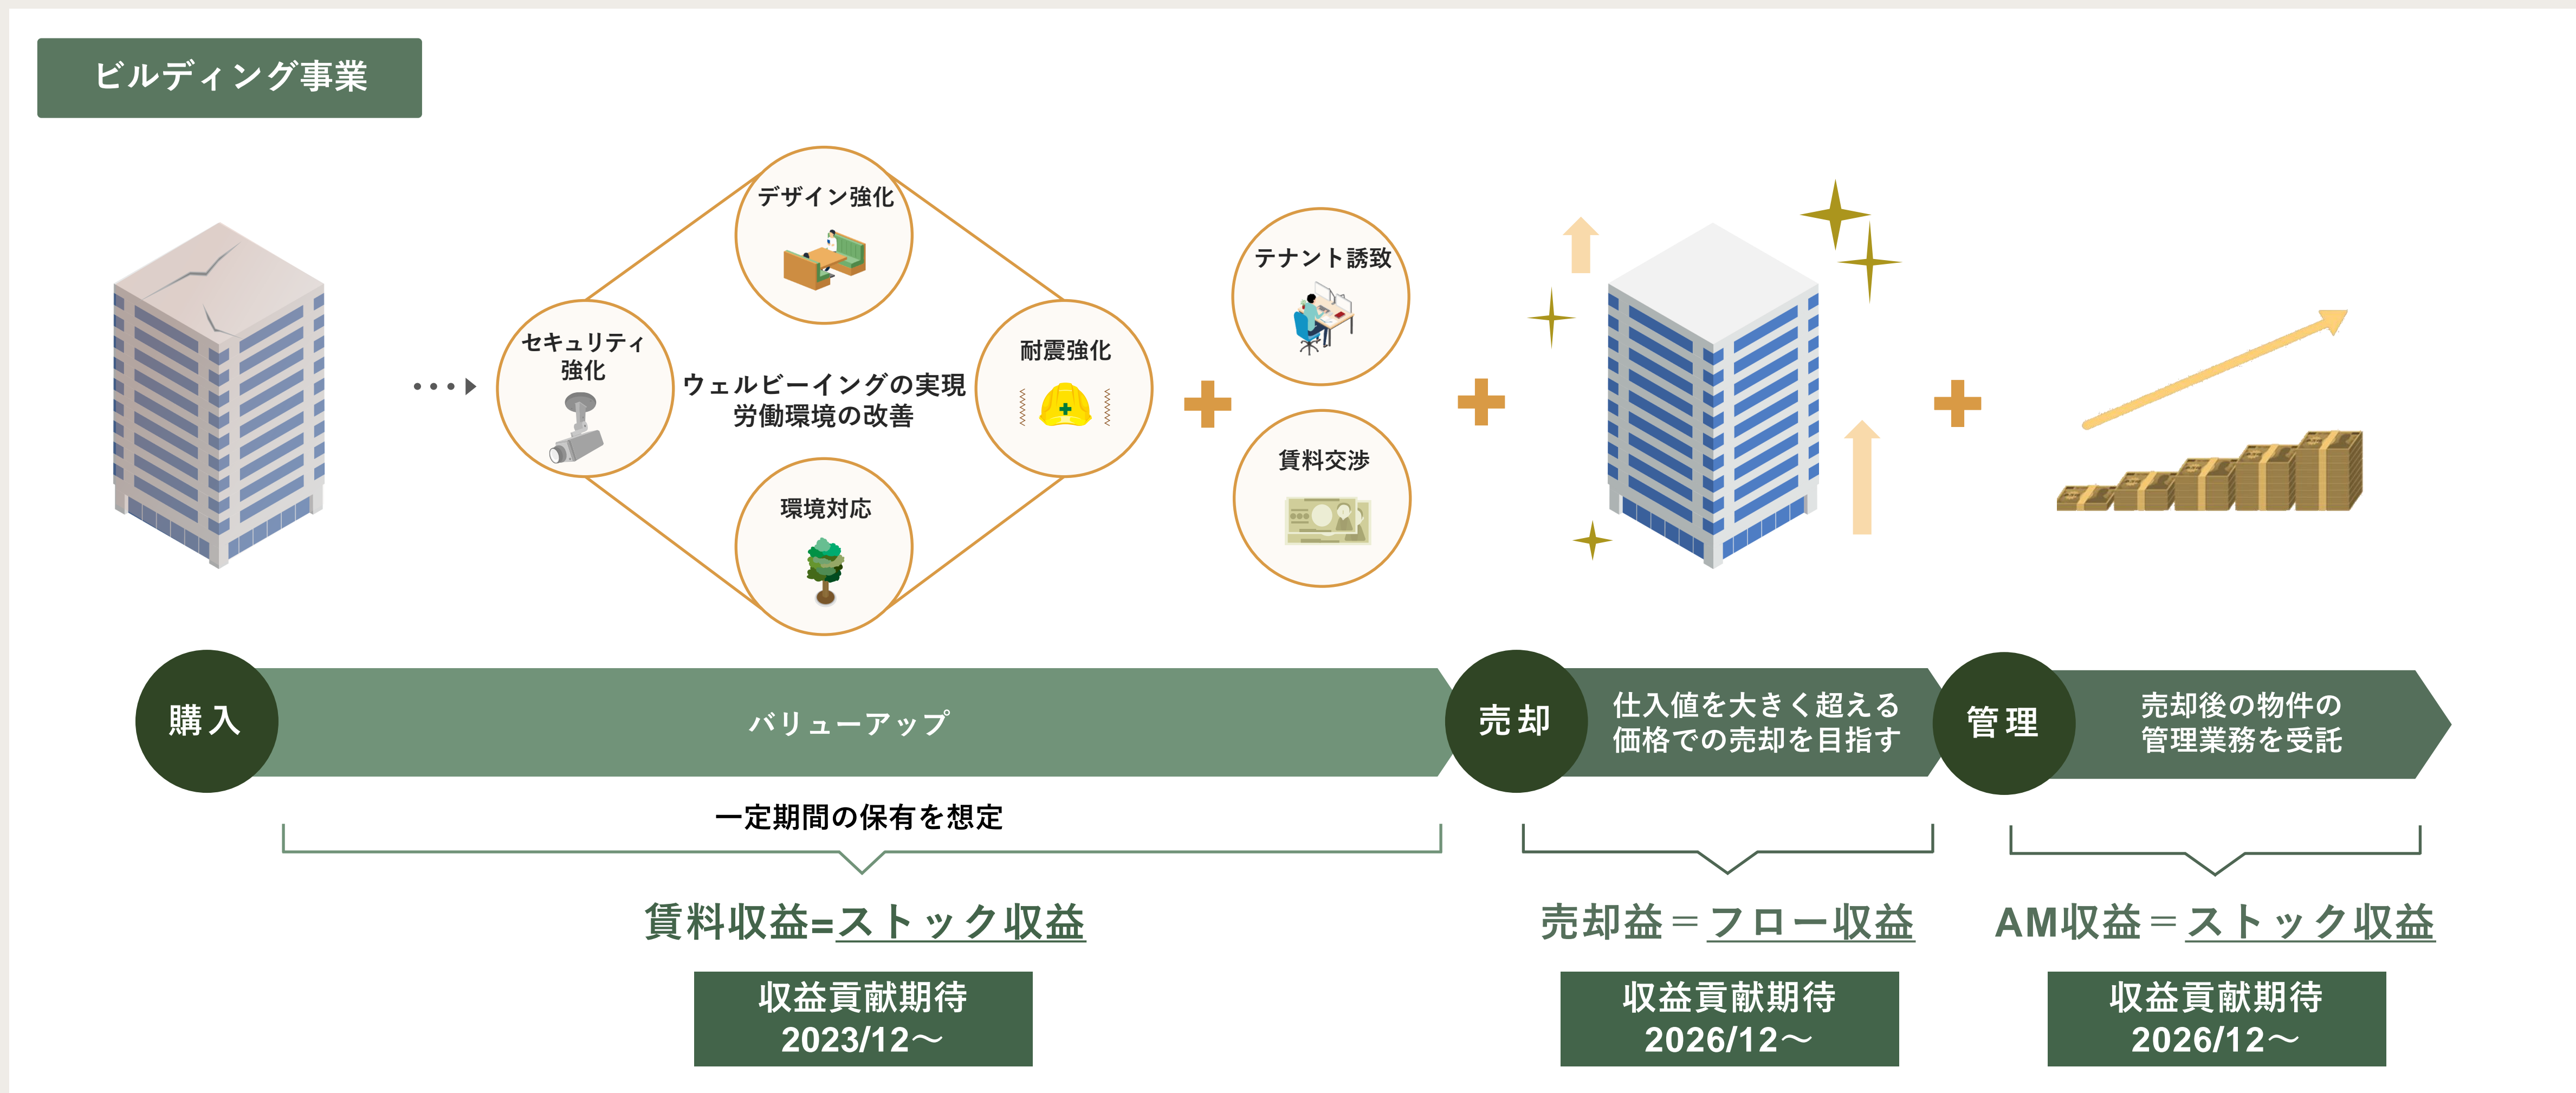 ビルディング事業
デザイン強化
セキュリティ
強化
ウェルビーイングの実現
労働環境の改善
耐震強化
環境対応
テナント誘致
賃料交渉
購入
バリューアップ
売却
仕入値を大きく超える
価格での売却を目指す
管理
売却後の物件の
管理業務を受託
一定期間の保有を想定
賃料収益=ストック収益
売却益＝フロー収益
AM収益＝ストック収益
収益貢献期待
2023/12～
収益貢献期待
2026/12～
収益貢献期待
2026/12～